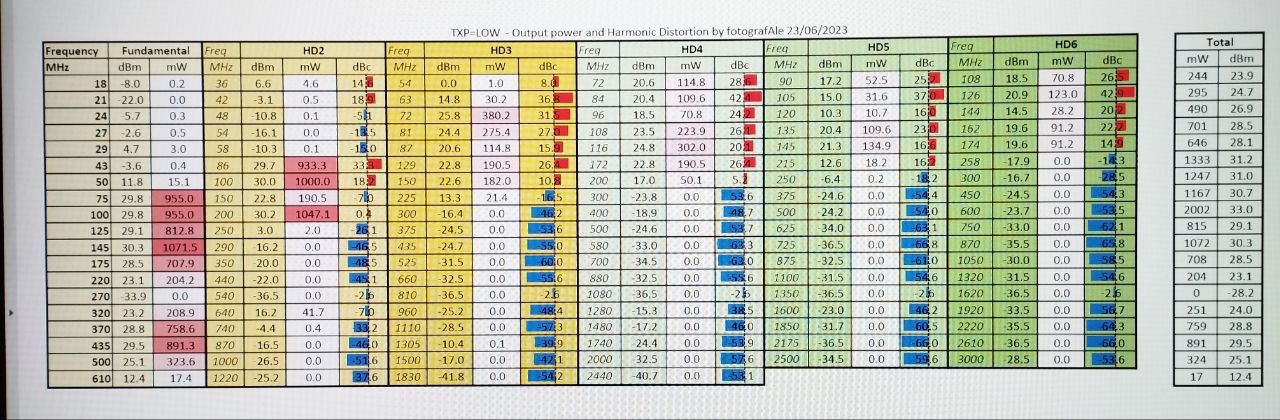 TXP=LOW - Output power and Harmonic Distortion by fotografAle 23/06/2023
Frequency Fundamental Freq HD2 Freq HD3 Freq HD4 Freq HD5 Freq HD6 Total
MHz dBm mW MHz dBm mW dBc MHz dBm mW dBc MHz dBm mW dBc MHz dBm mW dBc MHz dBm mW dBc mW dBm
18 -8.0 0.2 36 6.6 4.6 14.6 54 0.0 1.0 8.0 72 20.6 114.8 28.6 90 17.2 52.5 25.2 108 18.5 70.8 26.5 244 23.9
21 -22.0 0.0 42 -3.1 0.5 18.9 63 14.8 30.2 36.8 84 20.4 109.6 42.4 105 15.0 31.6 37.0 126 20.9 123.0 42.9 295 24.7
24 -5.7 0.3 48 -10.8 0.1 -5.1 72 25.8 380.2 31.5 96 18.5 70.8 24.2 120 10.3 10.7 16.0 144 14.5 28.2 20.2 490 26.9
27 -2.6 0.5 54 -16.1 0.0 -13.5 81 24.4 275.4 27.0 108 23.5 223.9 26.1 135 20.4 109.6 23.0 162 19.6 91.2 22.2 701 28.5
29 4.7 3.0 58 -10.3 0.1 -15.0 87 20.6 114.8 15.9 116 24.8 302.0 20.1 145 21.3 134.9 16.6 174 19.6 91.2 14.9 646 28.1
43 -3.6 0.4 86 29.7 933.3 33.3 129 22.8 190.5 26.4 172 22.8 190.5 26.4 215 12.6 18.2 16.2 258 -17.9 0.0 -14.3 1333 31.2
50 11.8 15.1 100 30.0 1000.0 18.2 150 22.6 182.0 10.8 200 17.0 50.1 5.2 250 -6.4 0.2 -18.2 300 -16.7 0.0 -28.5 1247 31.0
75 29.8 955.0 150 22.8 190.5 -7.0 225 13.3 21.4 -16.5 300 -23.8 0.0 -53.6 375 -24.6 0.0 -54.4 450 -24.5 0.0 -54.3 1167 30.7
100 29.8 955.0 200 30.2 1047.1 0.4 300 -16.4 0.0 -46.2 400 -18.9 0.0 -48.7 500 -24.2 0.0 -54.0 600 -23.7 0.0 -53.5 2002 33.0
125 29.1 812.8 250 3.0 2.0 -26.1 375 -24.5 0.0 -53.6 500 -24.6 0.0 -53.7 625 -34.0 0.0 -63.1 750 -33.0 0.0 -62.1 815 29.1
145 30.3 1071.5 290 -16.2 0.0 -46.5 435 -24.7 0.0 -55.0 580 -33.0 0.0 -63.3 725 -36.5 0.0 -66.8 870 -35.5 0.0 -65.8 1072 30.3
175 28.5 707.9 350 -20.0 0.0 -48.5 525 -31.5 0.0 -60.0 700 -34.5 0.0 -63.0 875 -32.5 0.0 -61.0 1050 -30.0 0.0 -58.5 708 28.5
220 23.1 204.2 440 -22.0 0.0 -45.1 660 -32.5 0.0 -55.6 880 -32.5 0.0 -55.6 1100 -31.5 0.0 -54.6 1320 -31.5 0.0 -54.6 204 23.1
270 -33.9 0.0 540 -36.5 0.0 -2.6 810 -36.5 0.0 2.6 1080 -36.5 0.0 -2.6 1350 -36.5 0.0 2.6 1620 -36.5 0.0 2.6 0 -28.2
320 23.2 208.9 640 16.2 41.7 -7.0 960 -25.2 0.0 -48.4 1280 -15.3 0.0 38.5 1600 -23.0 0.0 46.2 1920 -33.5 0.0 56.7 251 24.0
370 28.8 758.6 740 -4.4 0.4 -33.2 1110 -28.5 0.0 -57.3 1480 -17.2 0.0 46.0 1850 -31.7 0.0 60.5 2220 -35.5 0.0 -64.3 759 28.8
435 29.5 891.3 870 -16.5 0.0 -46.0 1305 -10.4 0.1 -39.9 1740 -24.4 0.0 -53.9 2175 -36.5 0.0 -66.0 2610 -36.5 0.0 -66.0 891 29.5
500 25.1 323.6 1000 -26.5 0.0 -51.6 1500 -17.0 0.0 -42.1 2000 -32.5 0.0 57.6 2500 -34.5 0.0 59.6 3000 28.5 0.0 -53.6 324 25.1
610 12.4 17.4 1220 -25.2 0.0 37.6 1830 -41.8 0.0 -54.2 2440 -40.7 0.0 -53.1 17 12.4